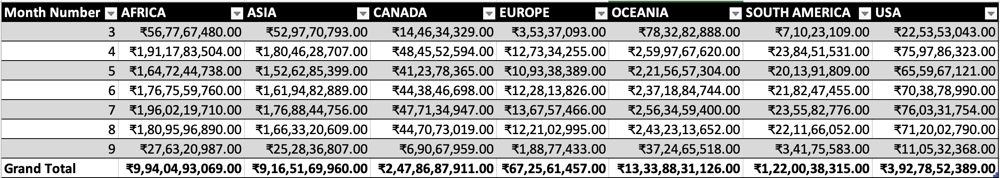 Month Number AFRICA ASIA CANADA EUROPE OCEANIA SOUTH AMERICA USA
3 ₹56,77,67,480.00 ₹52,97,70,793.00 ₹14,46,34,329.00 ₹3,53,37,093.00 ₹78,32,82,888.00 ₹7,10,23,109.00 ₹22,53,53,043.00
4 ₹1,91,17,83,504.00 ₹1,80,46,28,707.00 ₹48,45,52,594.00 ₹12,73,34,255.00 ₹2,59,97,67,620.00 ₹23,84,51,531.00 ₹75,97,86,323.00
5 ₹1,64,72,44,738.00 ₹1,52,62,85,399.00 ₹41,23,78,365.00 ₹10,93,38,389.00 ₹2,21,56,57,304.00 ₹20,13,91,809.00 ₹65,59,67,121.00
6 ₹1,76,75,59,760.00 ₹1,61,94,82,889.00 ₹44,38,46,698.00 ₹12,28,13,826.00 ₹2,37,18,84,744.00 ₹21,82,47,455.00 ₹70,38,78,990.00
7 ₹1,96,02,19,710.00 ₹1,76,88,44,756.00 ₹47,71,34,947.00 ₹13,67,57,466.00 ₹2,56,34,59,400.00 ₹23,55,82,776.00 ₹76,03,31,754.00
8 ₹1,80,95,96,890.00 ₹1,66,33,20,609.00 ₹44,70,73,019.00 ₹12,21,02,995.00 ₹2,43,23,13,652.00 ₹22,11,66,052.00 ₹71,20,02,790.00
9 ₹27,63,20,987.00 ₹25,28,36,807.00 ₹6,90,67,959.00 ₹1,88,77,433.00 ₹37,24,65,518.00 ₹3,41,75,583.00 ₹11,05,32,368.00
Grand Total ₹9,94,04,93,069.00 ₹9,16,51,69,960.00 ₹2,47,86,87,911.00 ₹67,25,61,457.00 ₹13,33,88,31,126.00 ₹1,22,00,38,315.00 ₹3,92,78,52,389.00